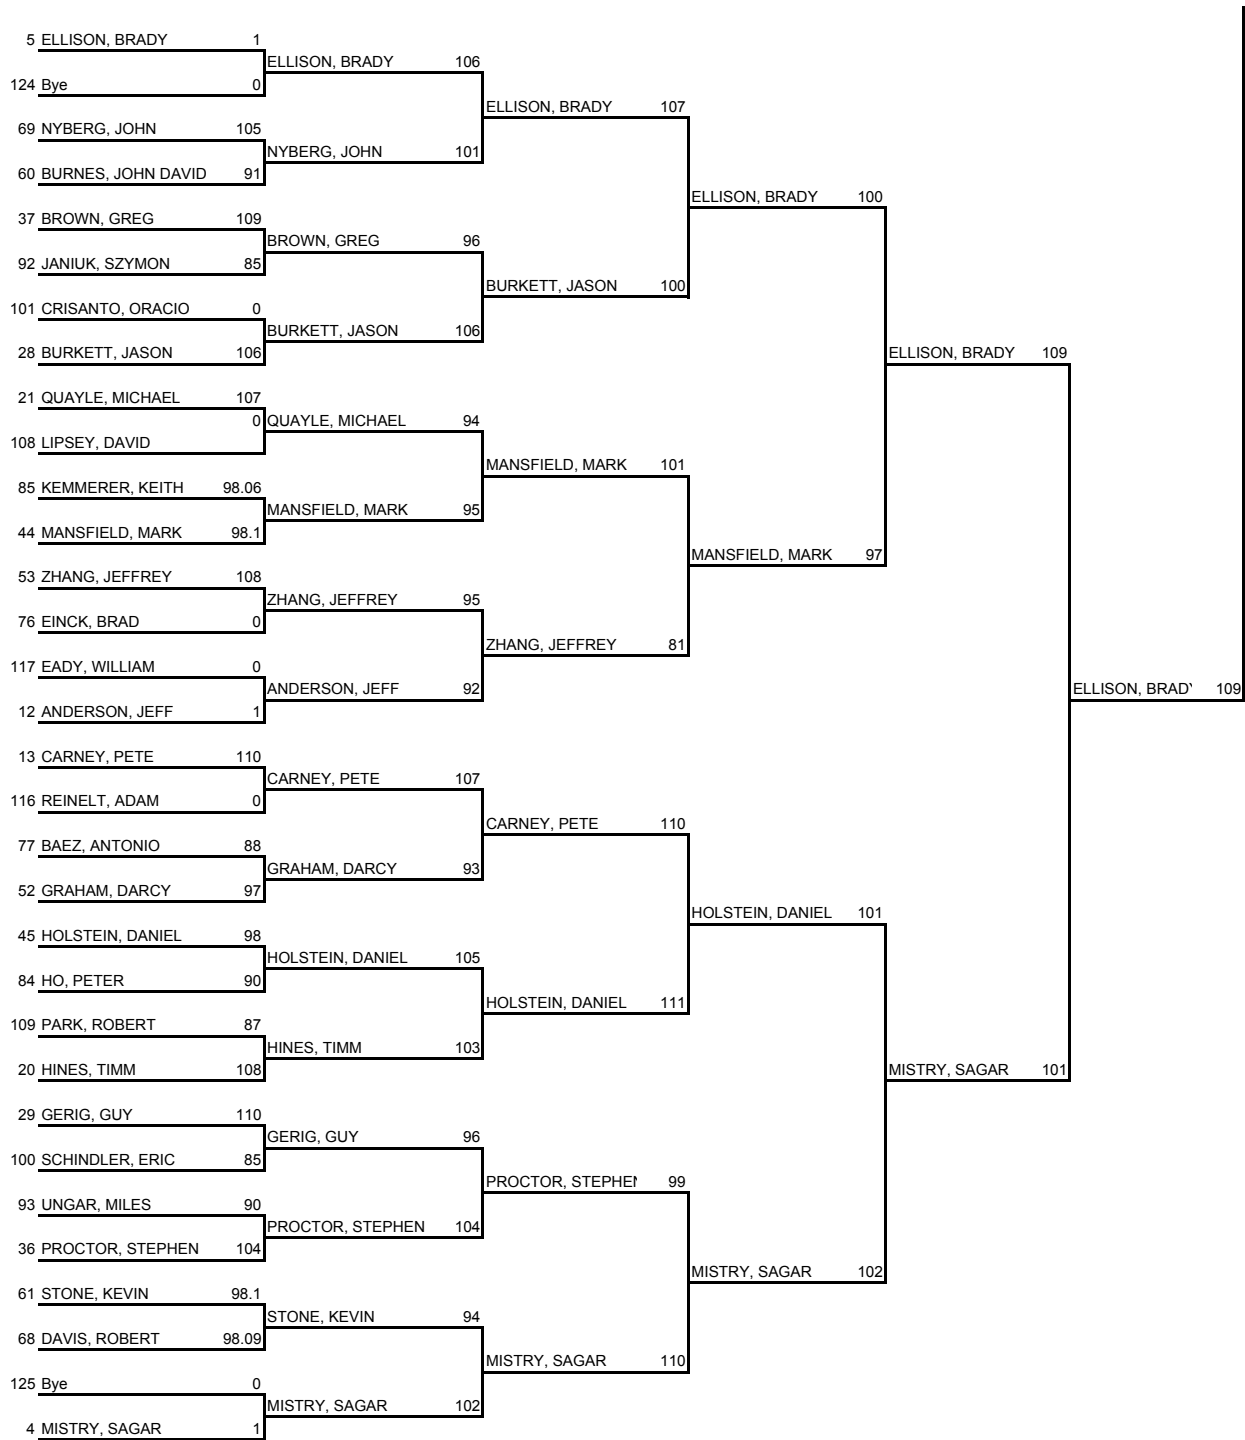 5 ELLISON, BRADY 1
ELLISON, BRADY 106
124 Bye 0
ELLISON, BRADY 107
69 NYBERG, JOHN 105
NYBERG, JOHN 101
60 BURNES, JOHN DAVID 91
ELLISON, BRADY 100
37 BROWN, GREG 109
BROWN, GREG 96
92 JANIUK, SZYMON 85
BURKETT, JASON 100
101 CRISANTO, ORACIO 0
BURKETT, JASON 106
28 BURKETT, JASON 106
ELLISON, BRADY 109
21 QUAYLE, MICHAEL 107
0 QUAYLE, MICHAEL 94
108 LIPSEY, DAVID
MANSFIELD, MARK 101
85 KEMMERER, KEITH 98.06
MANSFIELD, MARK 95
44 MANSFIELD, MARK 98.1
MANSFIELD, MARK 97
53 ZHANG, JEFFREY 108
ZHANG, JEFFREY 95
76 EINCK, BRAD 0
ZHANG, JEFFREY 81
117 EADY, WILLIAM 0
ANDERSON, JEFF 92
ELLISON, BRADY 109
12 ANDERSON, JEFF 1
13 CARNEY, PETE 110
CARNEY, PETE 107
116 REINELT, ADAM 0
CARNEY, PETE 110
77 BAEZ, ANTONIO 88
GRAHAM, DARCY 93
52 GRAHAM, DARCY 97
HOLSTEIN, DANIEL 101
45 HOLSTEIN, DANIEL 98
HOLSTEIN, DANIEL 105
84 HO, PETER 90
HOLSTEIN, DANIEL 111
109 PARK, ROBERT 87
HINES, TIMM 103
20 HINES, TIMM 108
MISTRY, SAGAR 101
29 GERIG, GUY 110
GERIG, GUY 96
100 SCHINDLER, ERIC 85
PROCTOR, STEPHEN 99
93 UNGAR, MILES 90
PROCTOR, STEPHEN 104
36 PROCTOR, STEPHEN 104
MISTRY, SAGAR 102
61 STONE, KEVIN 98.1
STONE, KEVIN 94
68 DAVIS, ROBERT 98.09
MISTRY, SAGAR 110
125 Bye 0
MISTRY, SAGAR 102
4 MISTRY, SAGAR 1